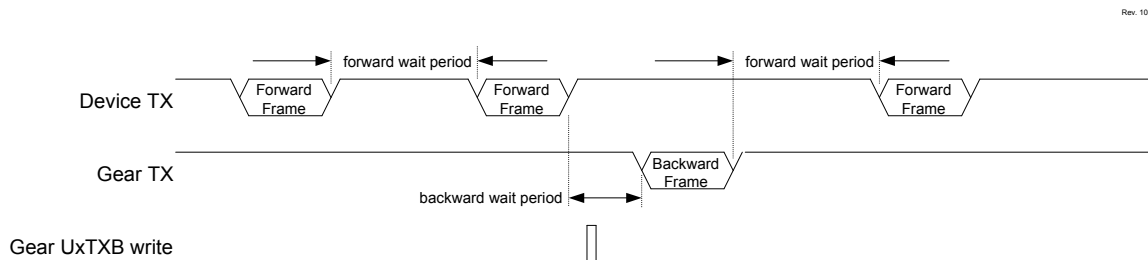 Rev. 10
forward wait period
forward wait period
Device TX
Forward
Frame
Forward
Frame
Forward
Frame
Gear TX
Backward
Frame
backward wait period
Gear UxTXB write